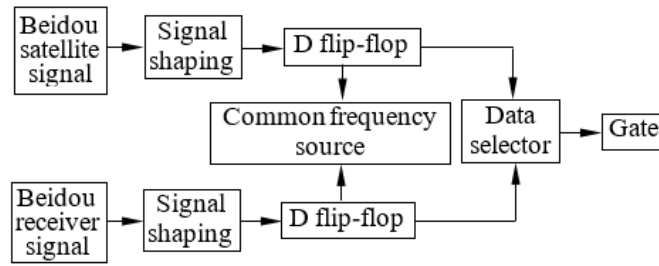 Beidou
satellite
signal
Signal
shaping
D flip-flop
Common frequency
source
Data
selector
Gate
Beidou
receiver
signal
Signal
shaping
D flip-flop